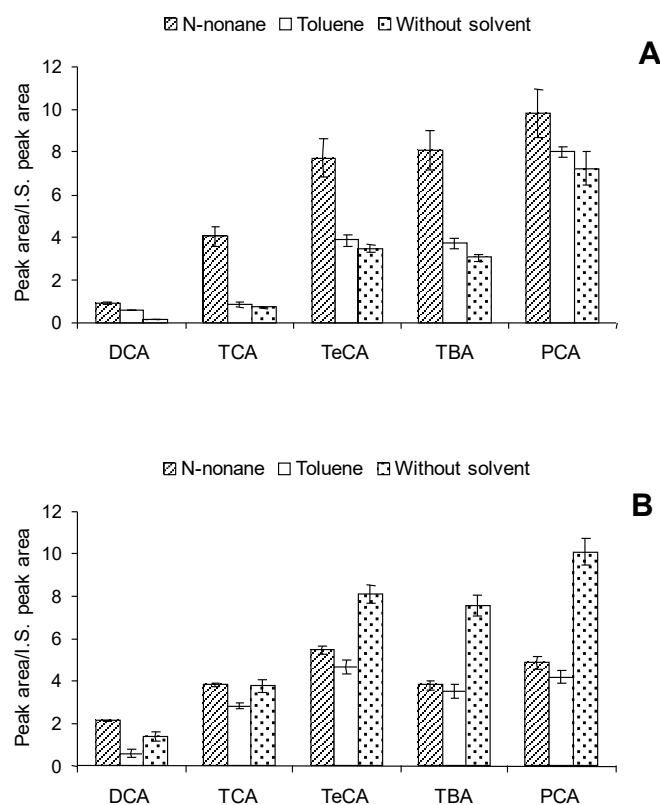 N-nonane Toluene Without solvent
A
12
10
8
6
4
2
0
Peak area/I.S. peak area
DCA TCA TeCA TBA PCA
N-nonane Toluene Without solvent
B
12
10
8
6
4
2
0
Peak area/I.S. peak area
DCA TCA TeCA TBA PCA